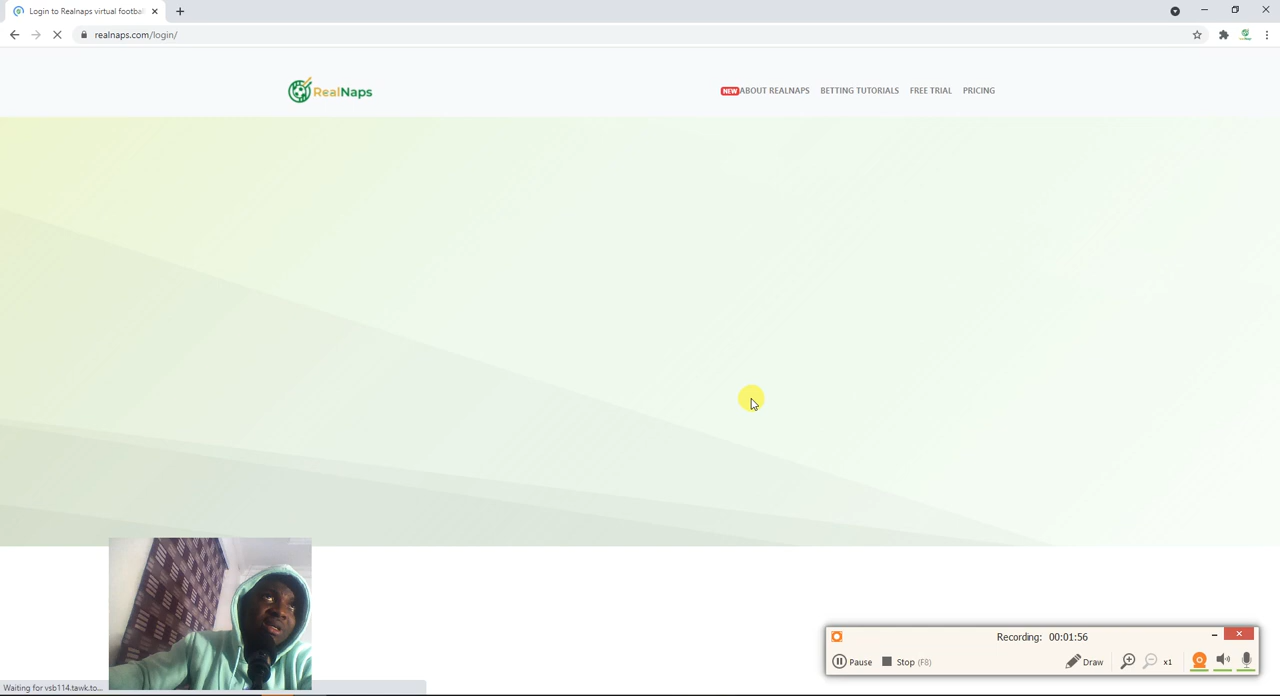 Login to Realnaps virtual footbal
realnaps.com/login/
RealNaps
NEW ABOUT REALNAPS BETTING TUTORIALS FREE TRIAL PRICING
Recording: 00:01:56
Pause Stop (F8) Draw x1
Waiting for vsb114.tawk.to...